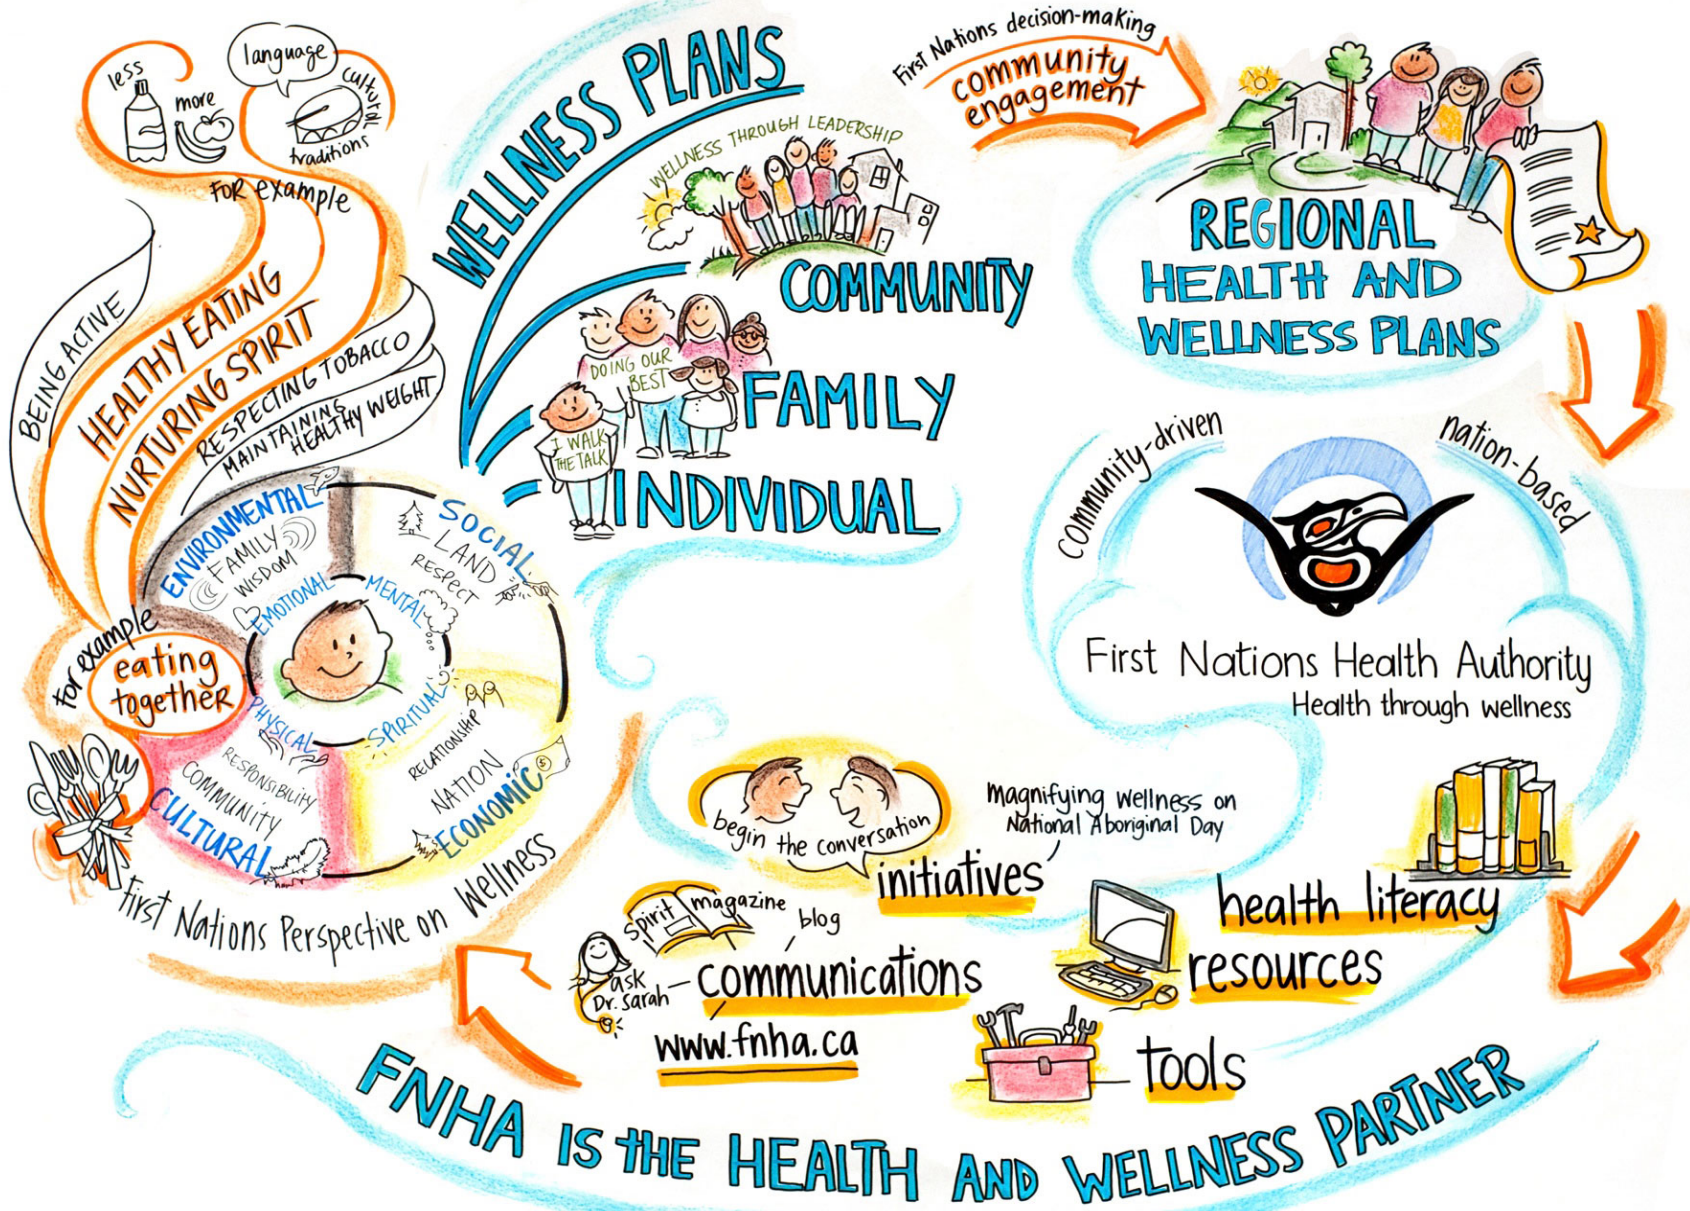 less
more
language
cultural
traditions
For example
BEING ACTIVE
HEALTHY EATING
NURTURING SPIRIT
RESPECTING TOBACCO
MAINTAINING
HEALTHY WEIGHT
ENVIRONMENTAL
FAMILY
WISDOM
EMOTIONAL
SOCIAL
LAND
RESPECT
MENTAL
for example
eating
together
PHYSICAL
RESPONSIBILITY
COMMUNITY
CULTURAL
SPIRITUAL
RELATIONSHIP
NATION
ECONOMIC
$
First Nations Perspective on Wellness
WELLNESS PLANS
WELLNESS THROUGH LEADERSHIP
COMMUNITY
DOING OUR
BEST
FAMILY
I WALK
THE TALK
INDIVIDUAL
First Nations decision-making
community
engagement
REGIONAL
HEALTH AND
WELLNESS PLANS
community-driven
nation-based
First Nations Health Authority
Health through wellness
begin the conversation
initiatives
magnifying wellness on
National Aboriginal Day
spirit magazine
blog
ask
Dr. Sarah
communications
www.fnha.ca
health literacy
resources
tools
FNHA IS THE HEALTH AND WELLNESS PARTNER